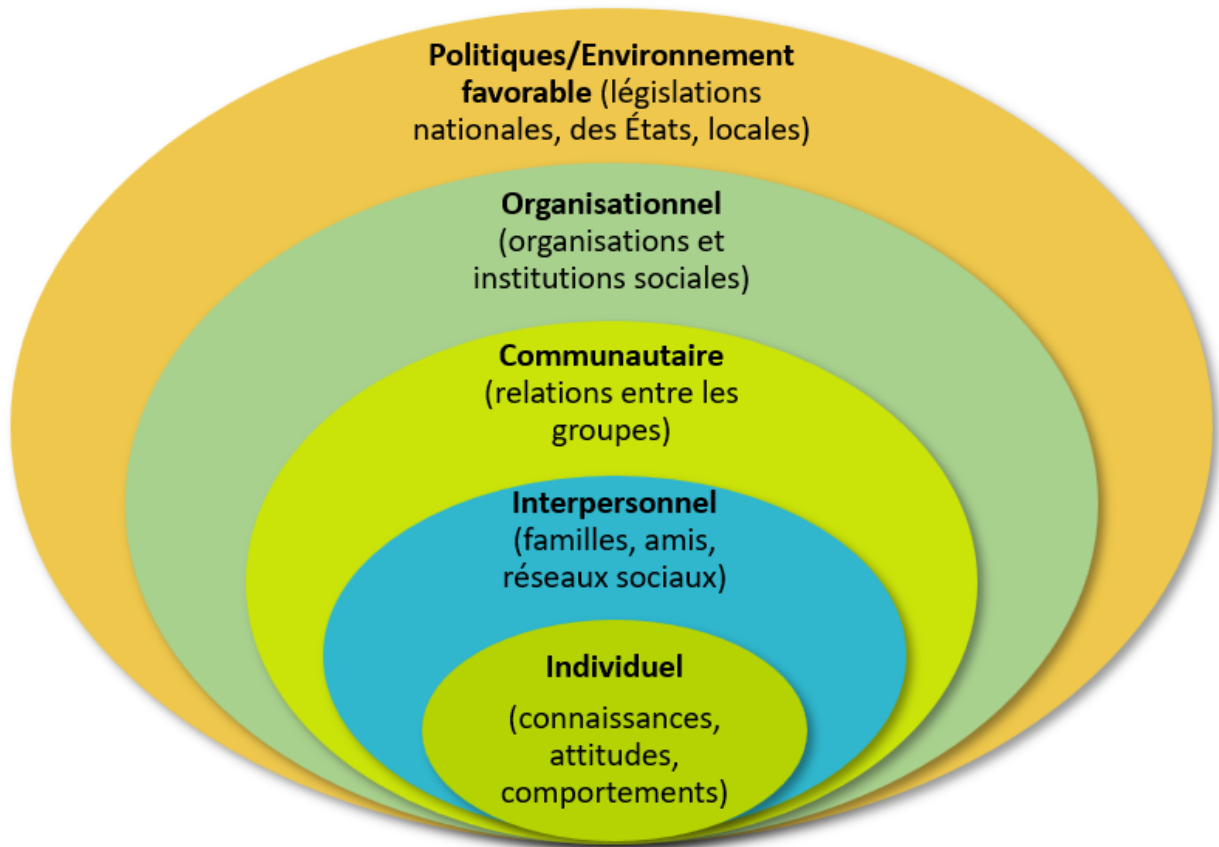 Politiques/Environnement
favorable (législations
nationales, des États, locales)
Organisationnel
(organisations et
institutions sociales)
Communautaire
(relations entre les
groupes)
Interpersonnel
(familles, amis,
réseaux sociaux)
Individuel
(connaissances,
attitudes,
comportements)